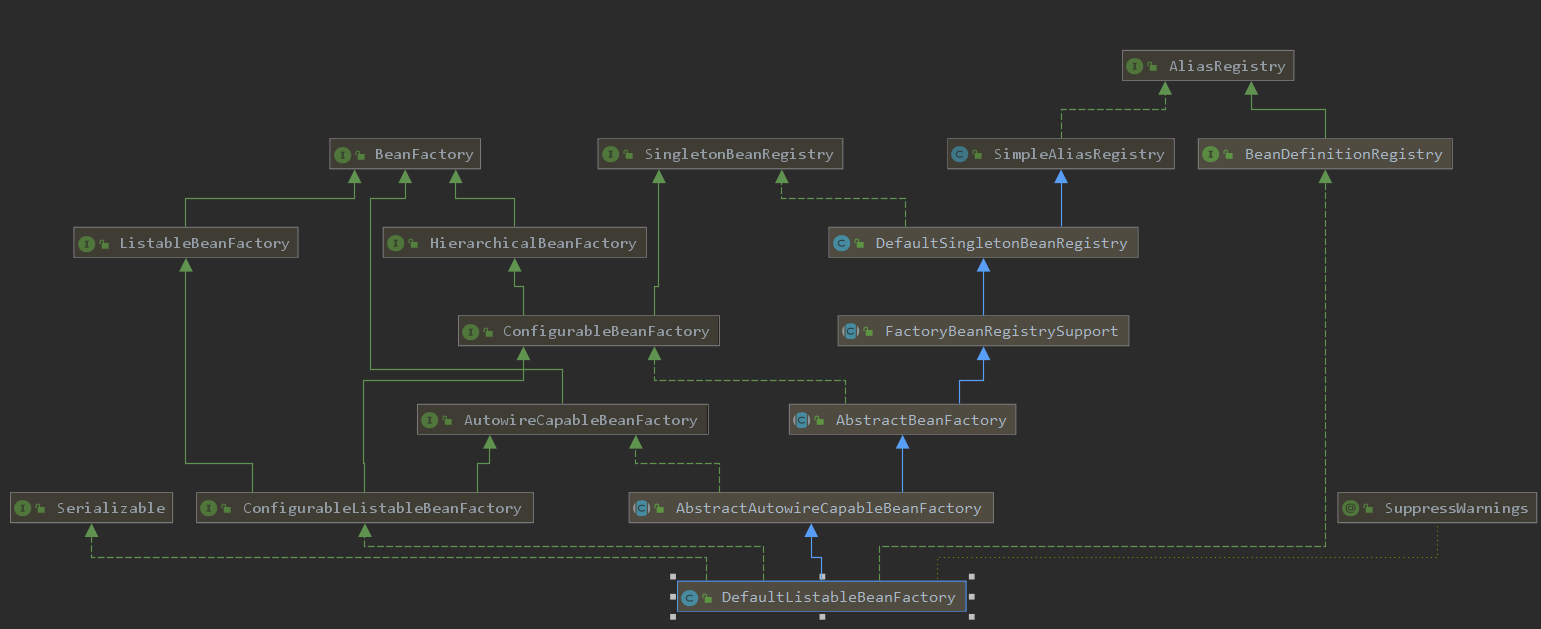 AliasRegistry
BeanFactory
SingletonBeanRegistry
SimpleAliasRegistry
BeanDefinitionRegistry
ListableBeanFactory
HierarchicalBeanFactory
DefaultSingletonBeanRegistry
ConfigurableBeanFactory
FactoryBeanRegistrySupport
AutowireCapableBeanFactory
AbstractBeanFactory
Serializable
ConfigurableListableBeanFactory
AbstractAutowireCapableBeanFactory
SuppressWarnings
DefaultListableBeanFactory